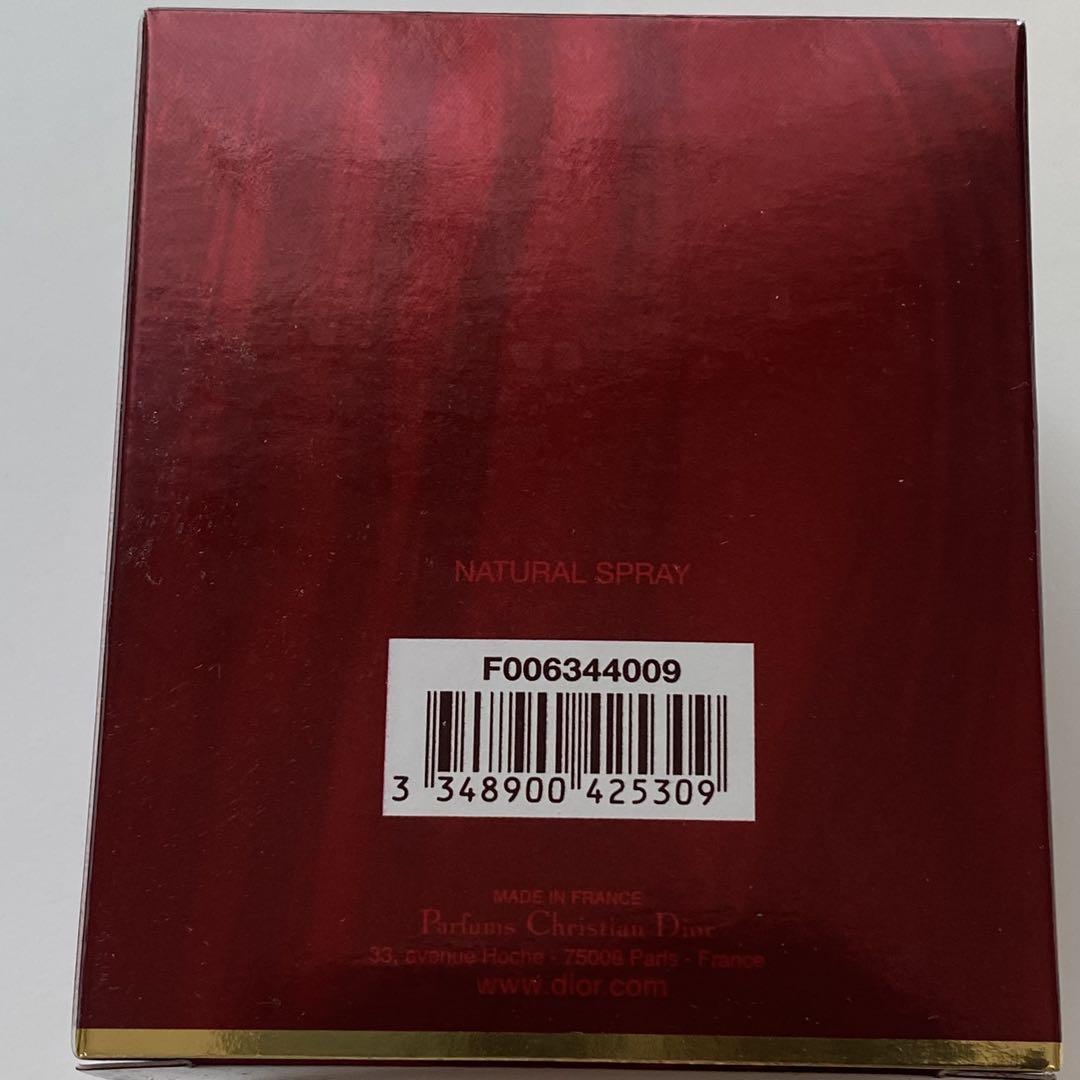 NATURAL SPRAY
F006344009
3 348900 425309
MADE IN FRANCE
Parfums Christian Dior
33, avenue Hoche - 75008 Paris - France
www.dior.com